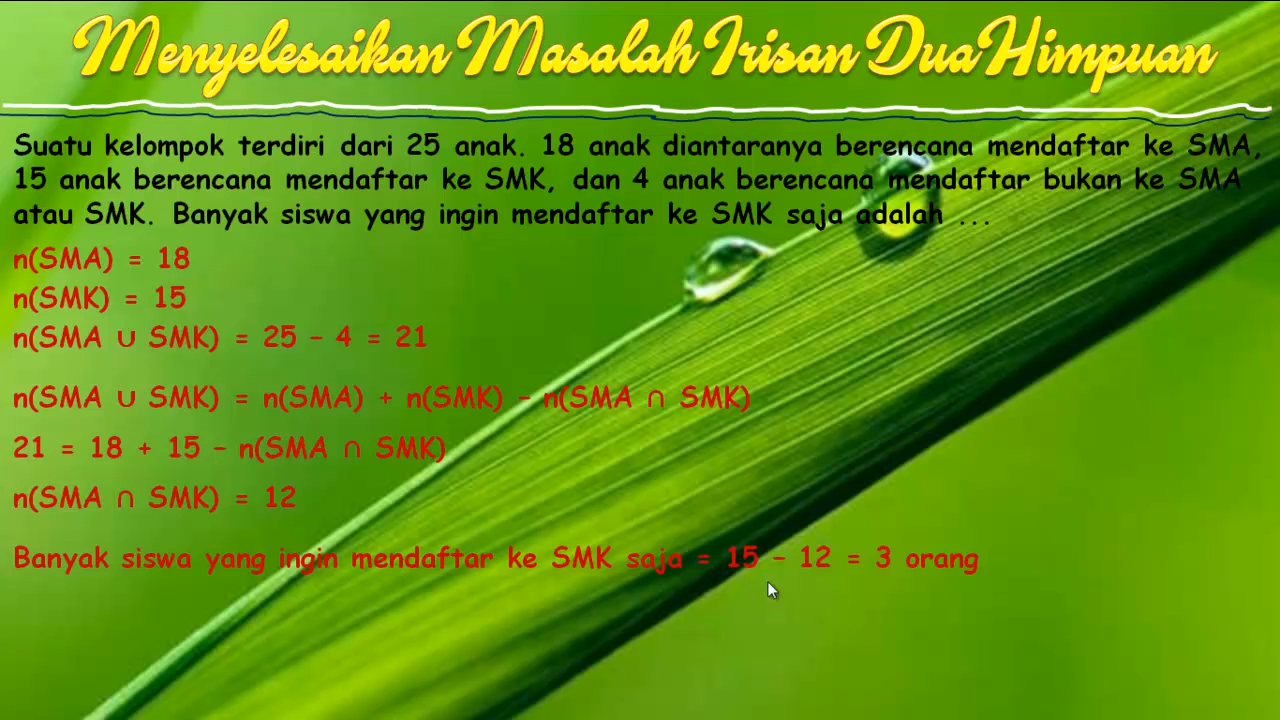 Menyelesaikan Masalah Irisan Dua Himpuan
Suatu kelompok terdiri dari 25 anak. 18 anak diantaranya berencana mendaftar ke SMA,
15 anak berencana mendaftar ke SMK, dan 4 anak berencana mendaftar bukan ke SMA
atau SMK. Banyak siswa yang ingin mendaftar ke SMK saja adalah ...
n(SMA) = 18
n(SMK) = 15
n(SMA ∪ SMK) = 25 – 4 = 21
n(SMA ∪ SMK) = n(SMA) + n(SMK) – n(SMA ∩ SMK)
21 = 18 + 15 – n(SMA ∩ SMK)
n(SMA ∩ SMK) = 12
Banyak siswa yang ingin mendaftar ke SMK saja = 15 – 12 = 3 orang